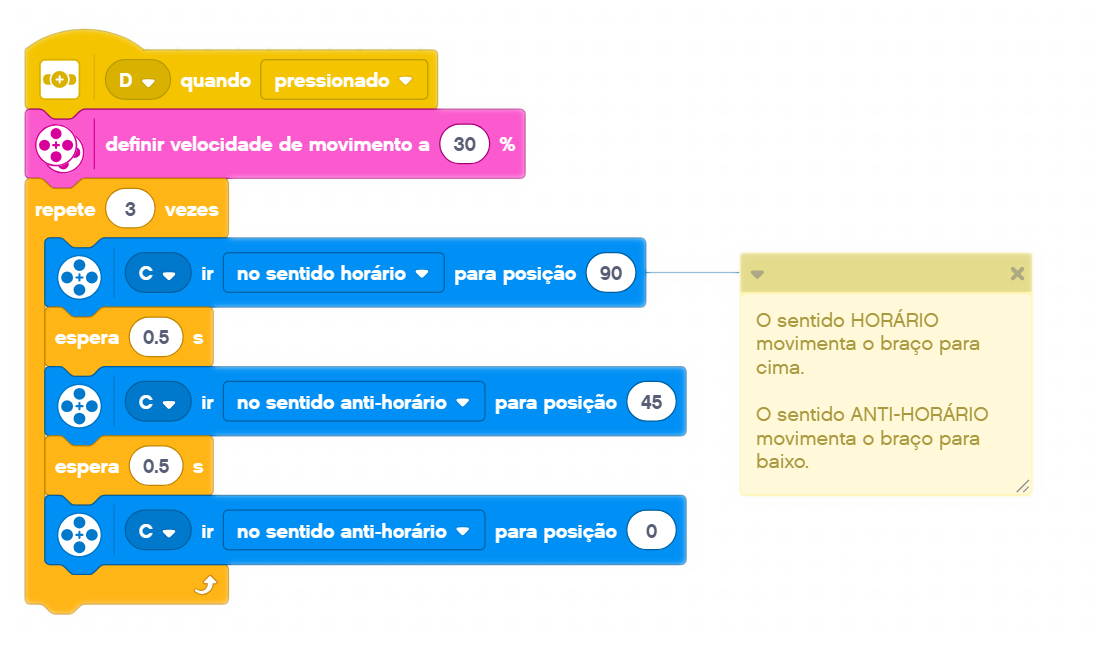 D quando pressionado
definir velocidade de movimento a 30 %
repete 3 vezes
C ir no sentido horário para posição 90
espera 0.5 s
C ir no sentido anti-horário para posição 45
espera 0.5 s
C ir no sentido anti-horário para posição 0
O sentido HORÁRIO
movimenta o braço para
cima.
O sentido ANTI-HORÁRIO
movimenta o braço para
baixo.